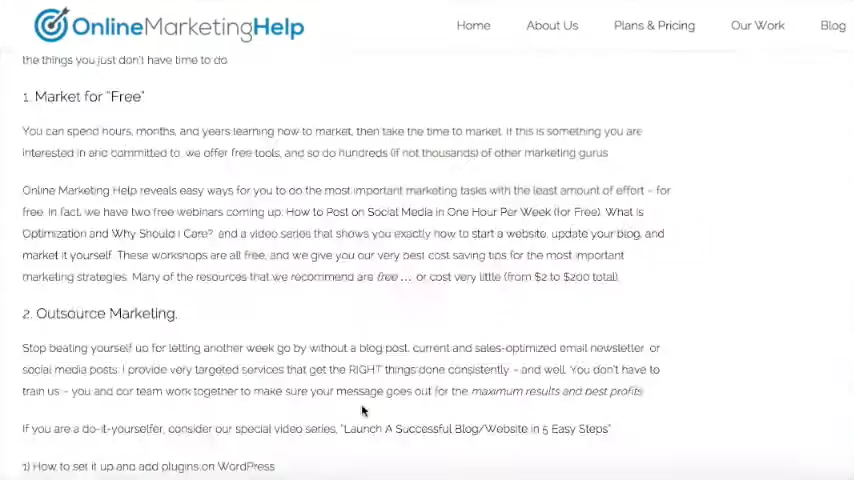 OnlineMarketingHelp
Home About Us Plans & Pricing Our Work Blog
the things you just don't have time to do.
1. Market for "Free"
You can spend hours, months, and years learning how to market, then take the time to market. If this is something you are
interested in and committed to, we offer free tools, and so do hundreds (if not thousands) of other marketing gurus.
Online Marketing Help reveals easy ways for you to do the most important marketing tasks with the least amount of effort – for
free. In fact, we have two free webinars coming up: How to Post on Social Media in One Hour Per Week (for Free), What Is
Optimization and Why Should I Care?, and a video series that shows you exactly how to start a website, update your blog, and
market it yourself. These workshops are all free, and we give you our very best cost saving tips for the most important
marketing strategies. Many of the resources that we recommend are free ... or cost very little (from $2 to $200 total).
2. Outsource Marketing.
Stop beating yourself up for letting another week go by without a blog post, current and sales-optimized email newsletter, or
social media posts. I provide very targeted services that get the RIGHT things done consistently – and well. You don't have to
train us – you and our team work together to make sure your message goes out for the maximum results and best profits.
If you are a do-it-yourselfer, consider our special video series, "Launch A Successful Blog/Website in 5 Easy Steps"
1) How to set it up and add plugins on WordPress